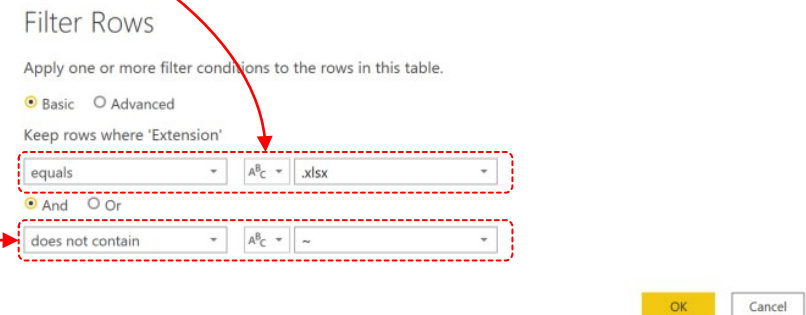 Filter Rows
Apply one or more filter conditions to the rows in this table.
Basic Advanced
Keep rows where 'Extension'
equals ABC .xlsx
And Or
does not contain ABC ~
OK Cancel